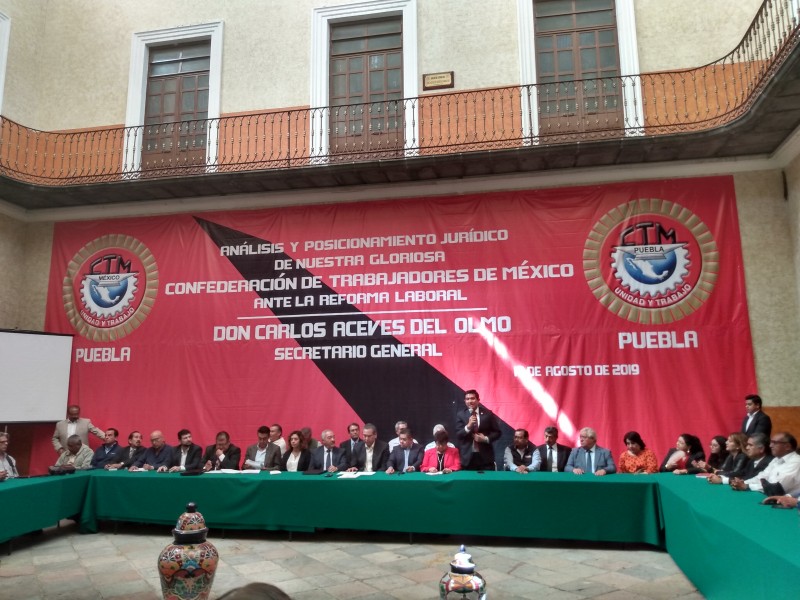 ANÁLISIS Y POSICIONAMIENTO JURÍDICO
DE NUESTRA GLORIOSA
CONFEDERACIÓN DE TRABAJADORES DE MÉXICO
ANTE LA REFORMA LABORAL
DON CARLOS ACEVES DEL OLMO
SECRETARIO GENERAL
DE AGOSTO DE 2019
CTM
MÉXICO
UNIDAD Y TRABAJO
PUEBLA
CTM
PUEBLA
UNIDAD Y TRABAJO
PUEBLA